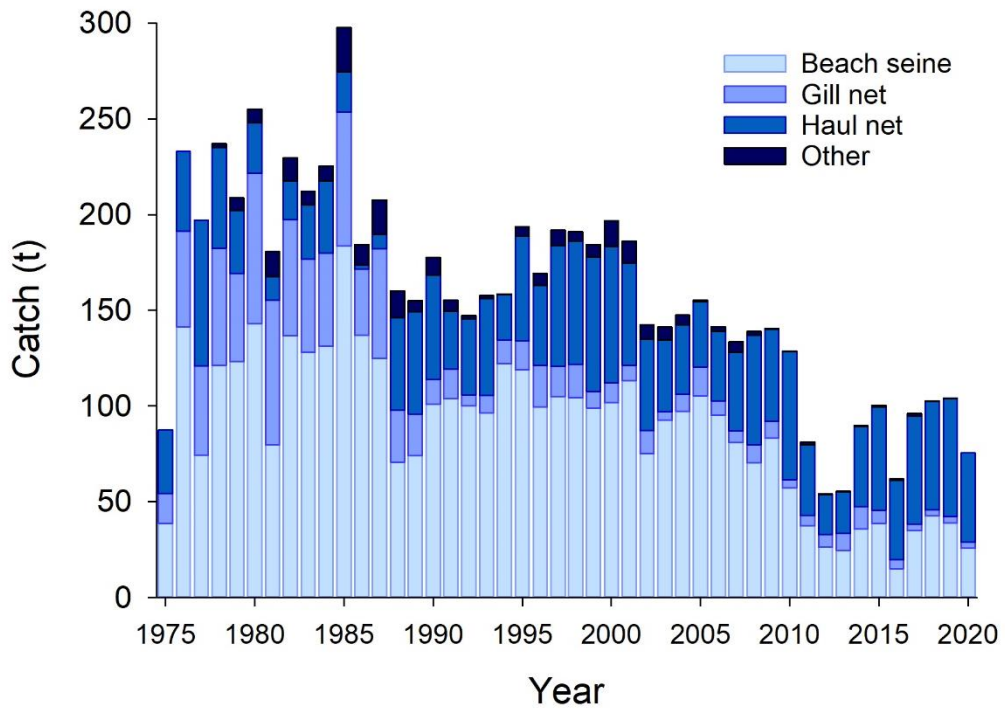 300
250
200
150
100
50
0
Catch (t)
Beach seine
Gill net
Haul net
Other
1975 1980 1985 1990 1995 2000 2005 2010 2015 2020
Year